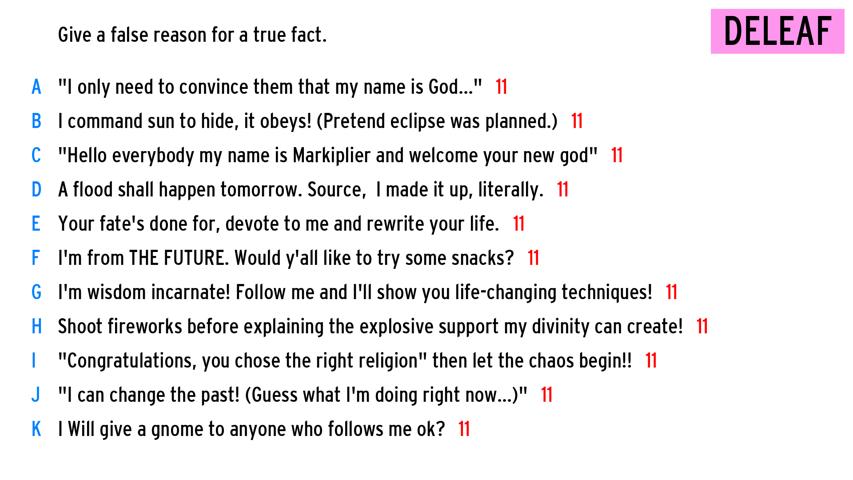 Give a false reason for a true fact.
DELEAF
A "I only need to convince them that my name is God..." 11
B I command sun to hide, it obeys! (Pretend eclipse was planned.) 11
C "Hello everybody my name is Markiplier and welcome your new god" 11
D A flood shall happen tomorrow. Source,  I made it up, literally. 11
E Your fate's done for, devote to me and rewrite your life. 11
F I'm from THE FUTURE. Would y'all like to try some snacks? 11
G I'm wisdom incarnate! Follow me and I'll show you life-changing techniques! 11
H Shoot fireworks before explaining the explosive support my divinity can create! 11
I "Congratulations, you chose the right religion" then let the chaos begin!! 11
J "I can change the past! (Guess what I'm doing right now...)" 11
K I Will give a gnome to anyone who follows me ok? 11